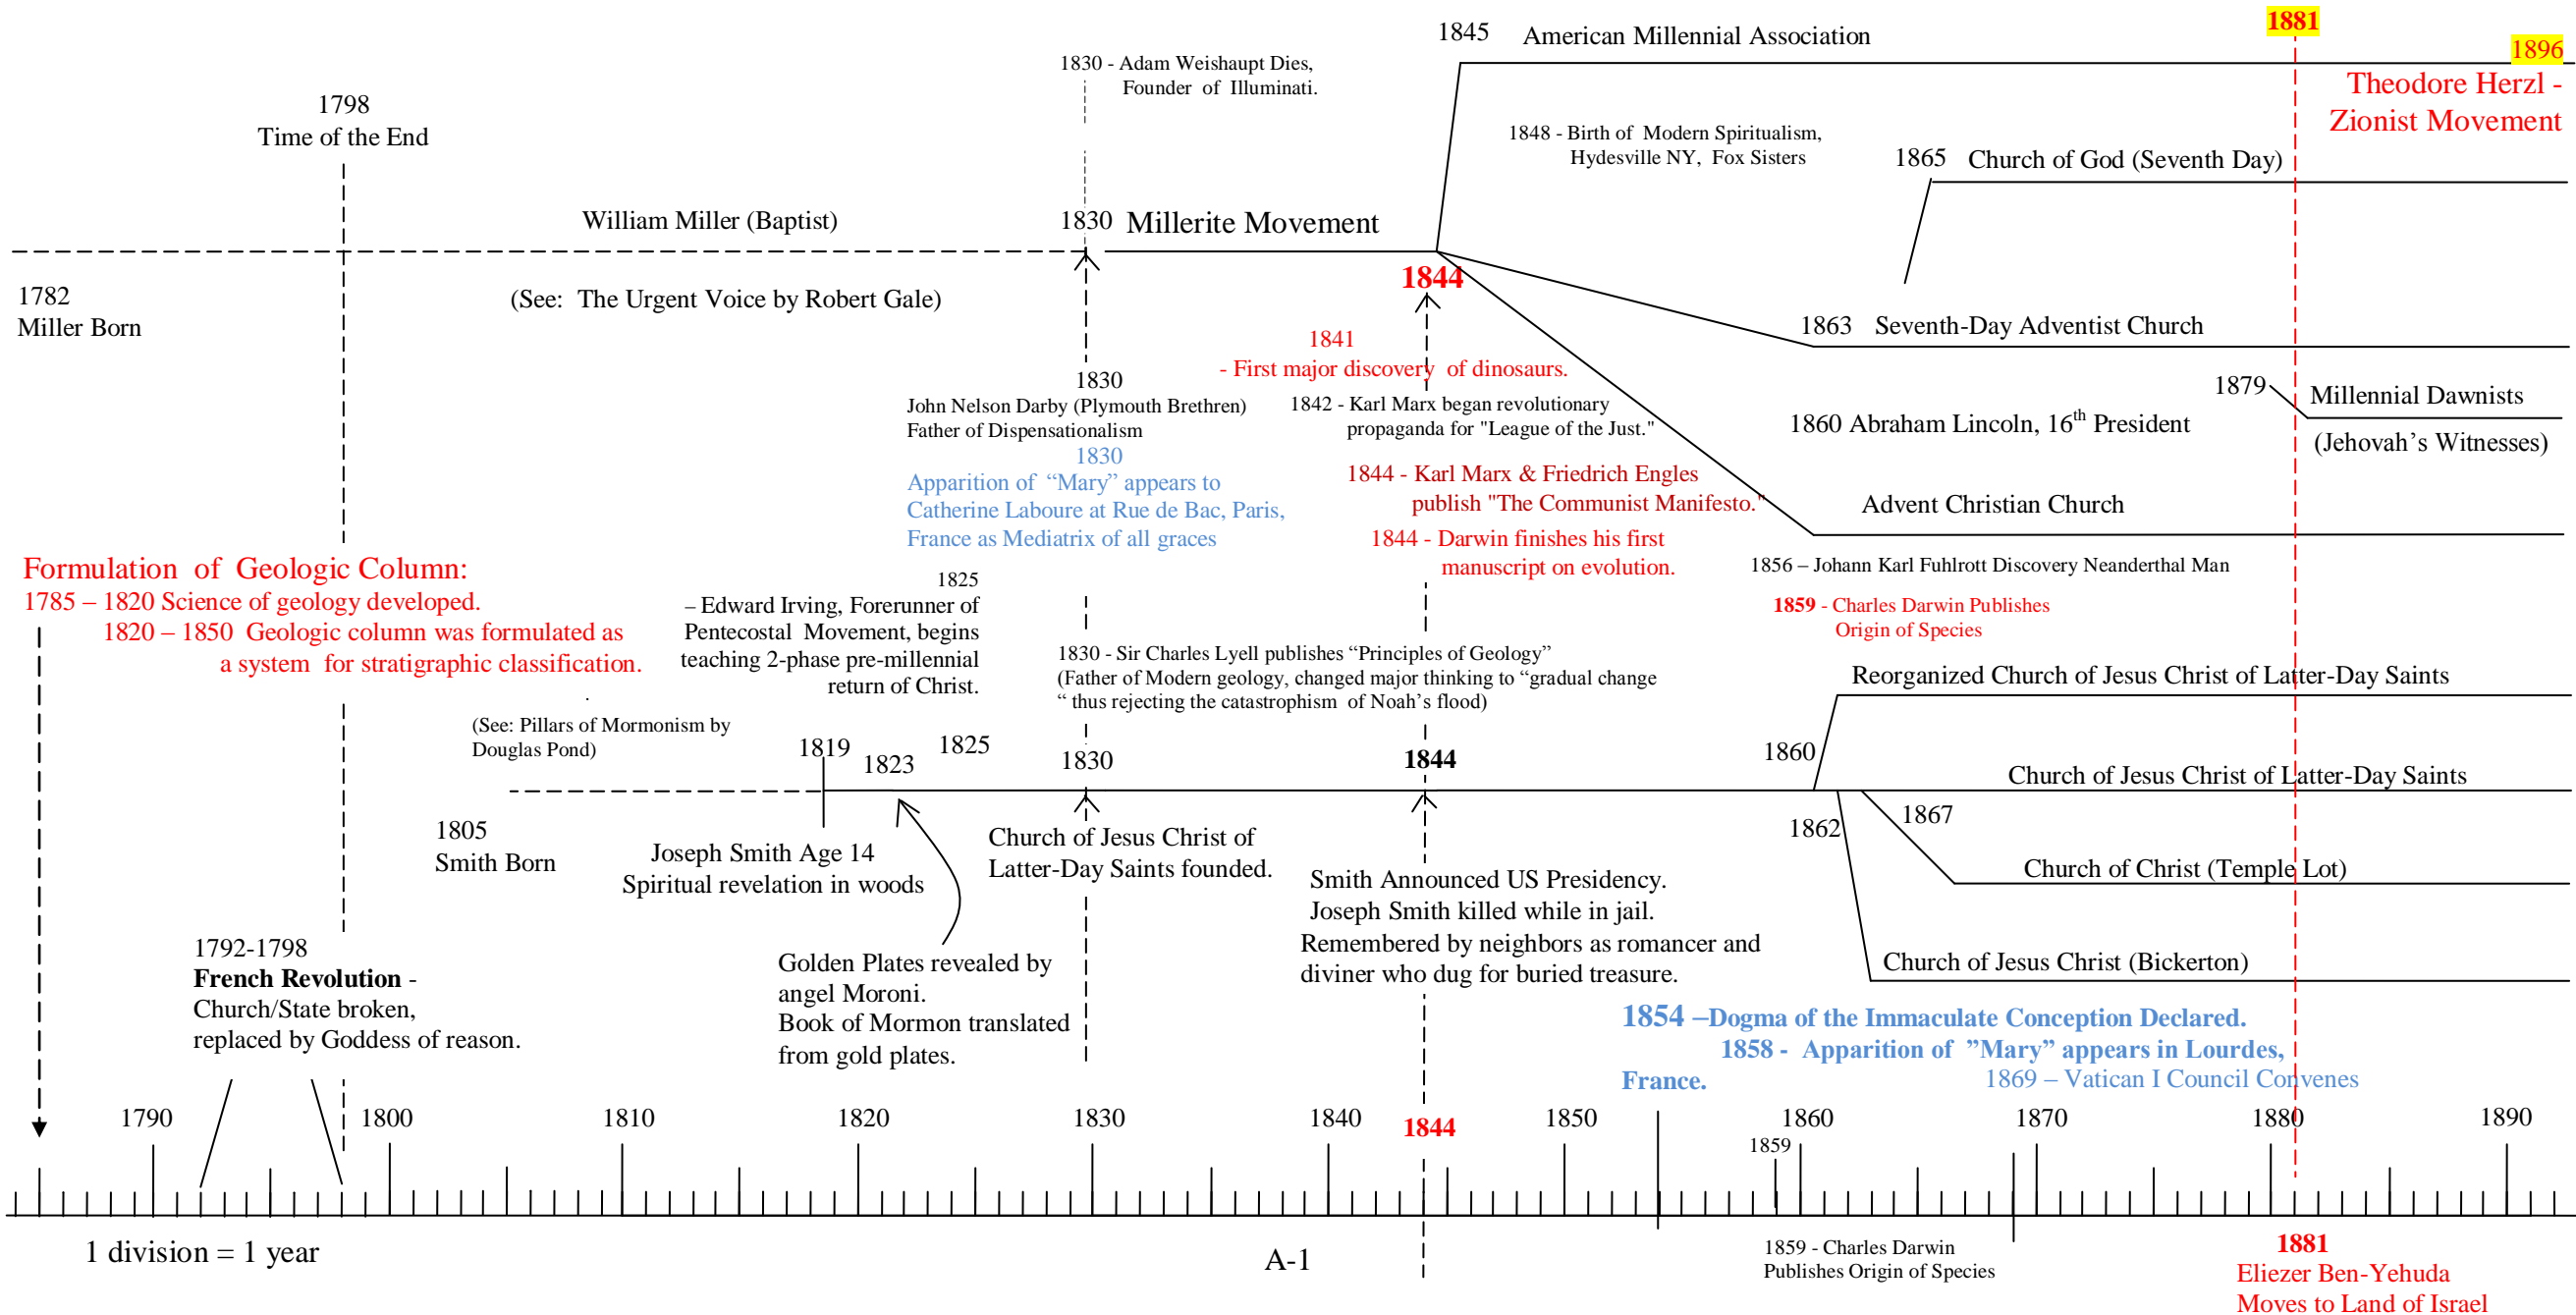 1881
1845
American Millennial Association
1896
1830 - Adam Weishaupt Dies,
Founder of Illuminati.
Theodore Herzl -
Zionist Movement
1798
Time of the End
1848 - Birth of Modern Spiritualism,
Hydesville NY, Fox Sisters
1865 Church of God (Seventh Day)
William Miller (Baptist)
1830 Millerite Movement
1844
1782
Miller Born
(See: The Urgent Voice by Robert Gale)
1863 Seventh-Day Adventist Church
1841
- First major discovery of dinosaurs.
1830
John Nelson Darby (Plymouth Brethren)
Father of Dispensationalism
1842 - Karl Marx began revolutionary
propaganda for "League of the Just."
1860 Abraham Lincoln, 16th President
1879
Millennial Dawnists
(Jehovah’s Witnesses)
1830
Apparition of “Mary” appears to
Catherine Laboure at Rue de Bac, Paris,
France as Mediatrix of all graces
1844 - Karl Marx & Friedrich Engles
publish "The Communist Manifesto."
Advent Christian Church
1844 - Darwin finishes his first
manuscript on evolution.
1856 – Johann Karl Fuhlrott Discovery Neanderthal Man
Formulation of Geologic Column:
1785 – 1820 Science of geology developed.
1820 – 1850 Geologic column was formulated as
a system for stratigraphic classification.
1825
– Edward Irving, Forerunner of
Pentecostal Movement, begins
teaching 2-phase pre-millennial
return of Christ.
1859 - Charles Darwin Publishes
Origin of Species
1830 - Sir Charles Lyell publishes “Principles of Geology”
(Father of Modern geology, changed major thinking to “gradual change
“ thus rejecting the catastrophism of Noah’s flood)
Reorganized Church of Jesus Christ of Latter-Day Saints
.
(See: Pillars of Mormonism by
Douglas Pond)
1819
1823
1825
1830
1844
1860
Church of Jesus Christ of Latter-Day Saints
1805
Smith Born
Joseph Smith Age 14
Spiritual revelation in woods
Church of Jesus Christ of
Latter-Day Saints founded.
1862
1867
Church of Christ (Temple Lot)
Smith Announced US Presidency.
Joseph Smith killed while in jail.
Remembered by neighbors as romancer and
diviner who dug for buried treasure.
1792-1798
French Revolution -
Church/State broken,
replaced by Goddess of reason.
Golden Plates revealed by
angel Moroni.
Book of Mormon translated
from gold plates.
Church of Jesus Christ (Bickerton)
1854 –Dogma of the Immaculate Conception Declared.
1858 - Apparition of ”Mary” appears in Lourdes,
France.
1869 – Vatican I Council Convenes
1790 1800 1810 1820 1830 1840 1844 1850 1859 1860 1870 1880 1890
1 division = 1 year
A-1
1859 - Charles Darwin
Publishes Origin of Species
1881
Eliezer Ben-Yehuda
Moves to Land of Israel